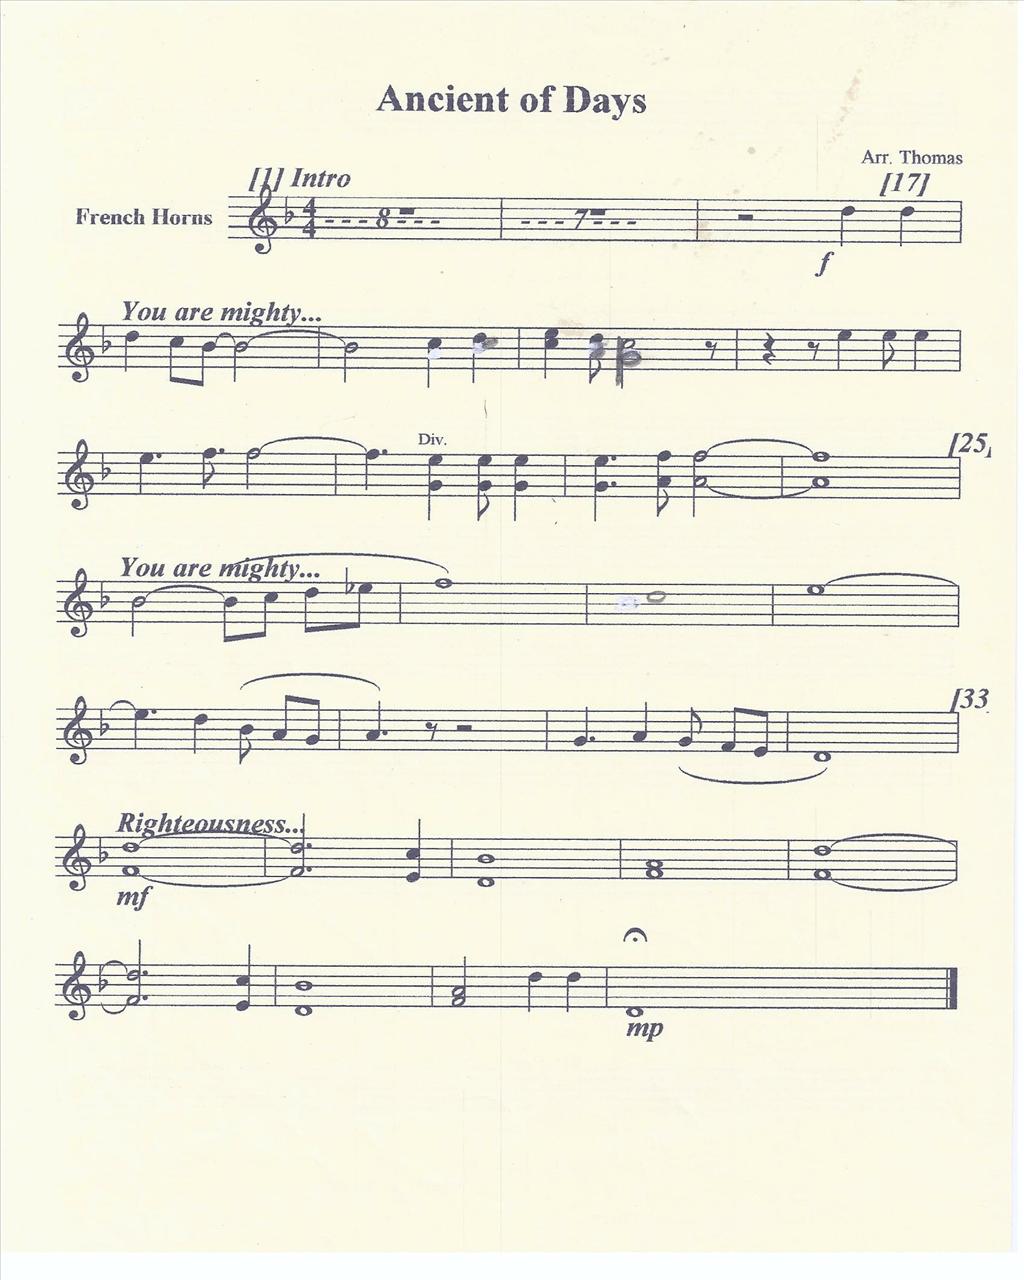 Ancient of Days
Arr. Thomas
[1] Intro
[17]
French Horns
4
4
8
7
f
You are mighty...
Div.
[25]
You are mighty...
[33
Righteousness...
mf
mp